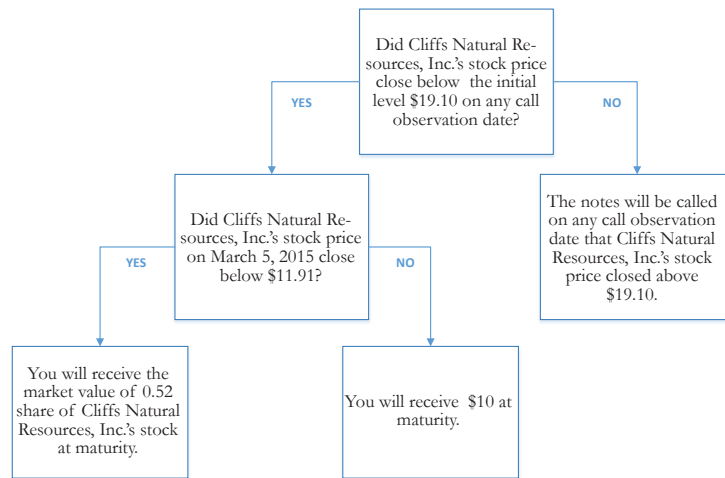 Did Cliffs Natural Re-
sources, Inc.'s stock price
close below the initial
level $19.10 on any call
observation date?
YES
NO
Did Cliffs Natural Re-
sources, Inc.'s stock price
on March 5, 2015 close
below $11.91?
The notes will be called
on any call observation
date that Cliffs Natural
Resources, Inc.'s stock
price closed above
$19.10.
YES
NO
You will receive the
market value of 0.52
share of Cliffs Natural
Resources, Inc.'s stock
at maturity.
You will receive $10 at
maturity.